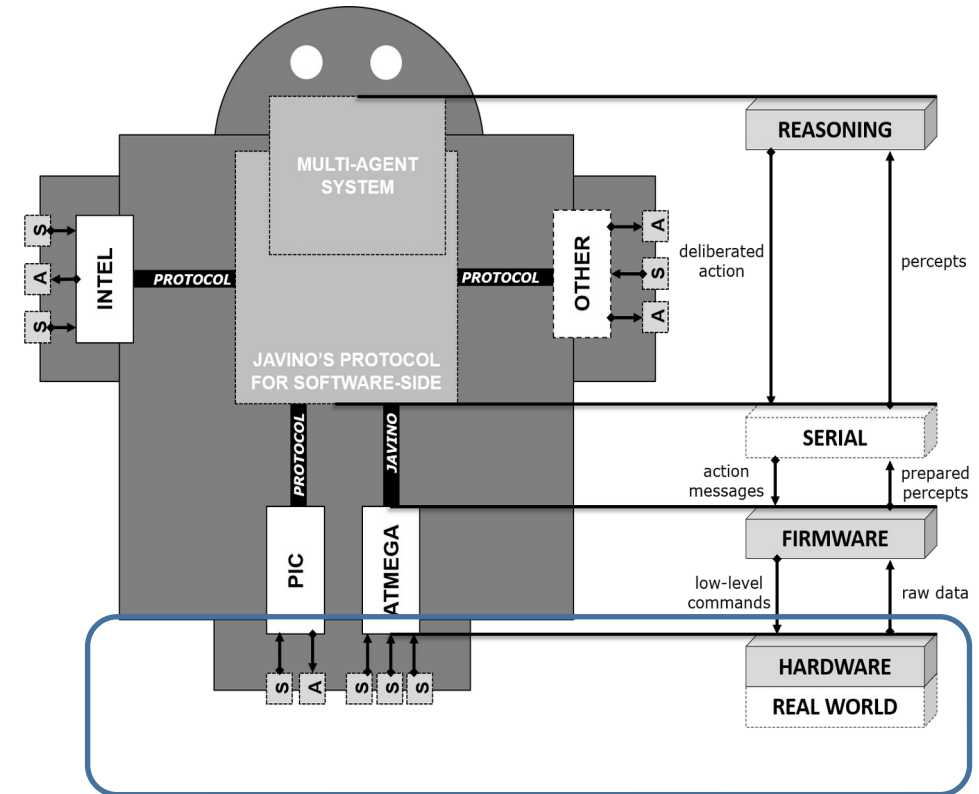 MULTI-AGENT
SYSTEM
JAVINO'S PROTOCOL
FOR SOFTWARE-SIDE
S
A
S
INTEL
PROTOCOL
PROTOCOL
OTHER
A
S
A
PROTOCOL
JAVINO
PIC
ATMEGA
S
A
S
S
S
REASONING
deliberated
action
percepts
SERIAL
action
messages
prepared
percepts
FIRMWARE
low-level
commands
raw data
HARDWARE
REAL WORLD